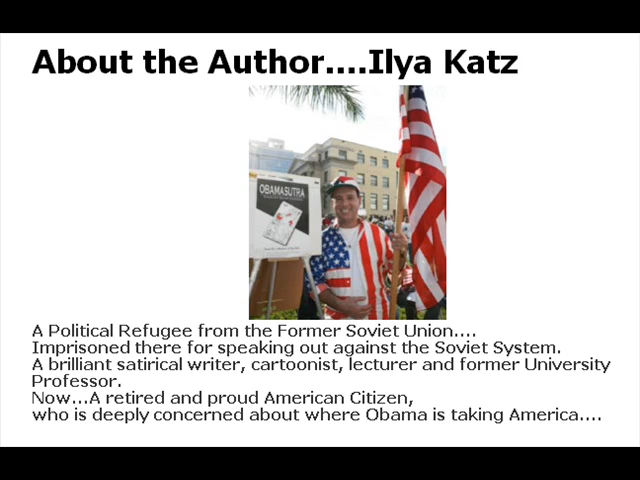 About the Author....Ilya Katz
OBAMASUTRA
A Political Refugee from the Former Soviet Union....
Imprisoned there for speaking out against the Soviet System.
A brilliant satirical writer, cartoonist, lecturer and former University
Professor.
Now...A retired and proud American Citizen,
who is deeply concerned about where Obama is taking America....